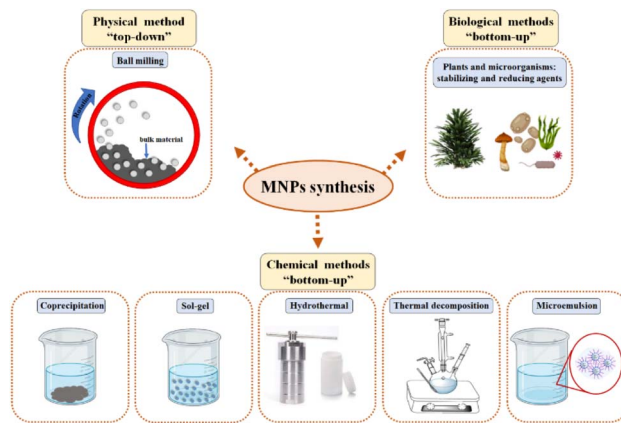 Physical method
“top-down”
Ball milling
Rotation
bulk material
Biological methods
“bottom-up”
Plants and microorganisms:
stabilizing and reducing agents
MNPs synthesis
Chemical methods
“bottom-up”
Coprecipitation
Sol-gel
Hydrothermal
Thermal decomposition
Microemulsion